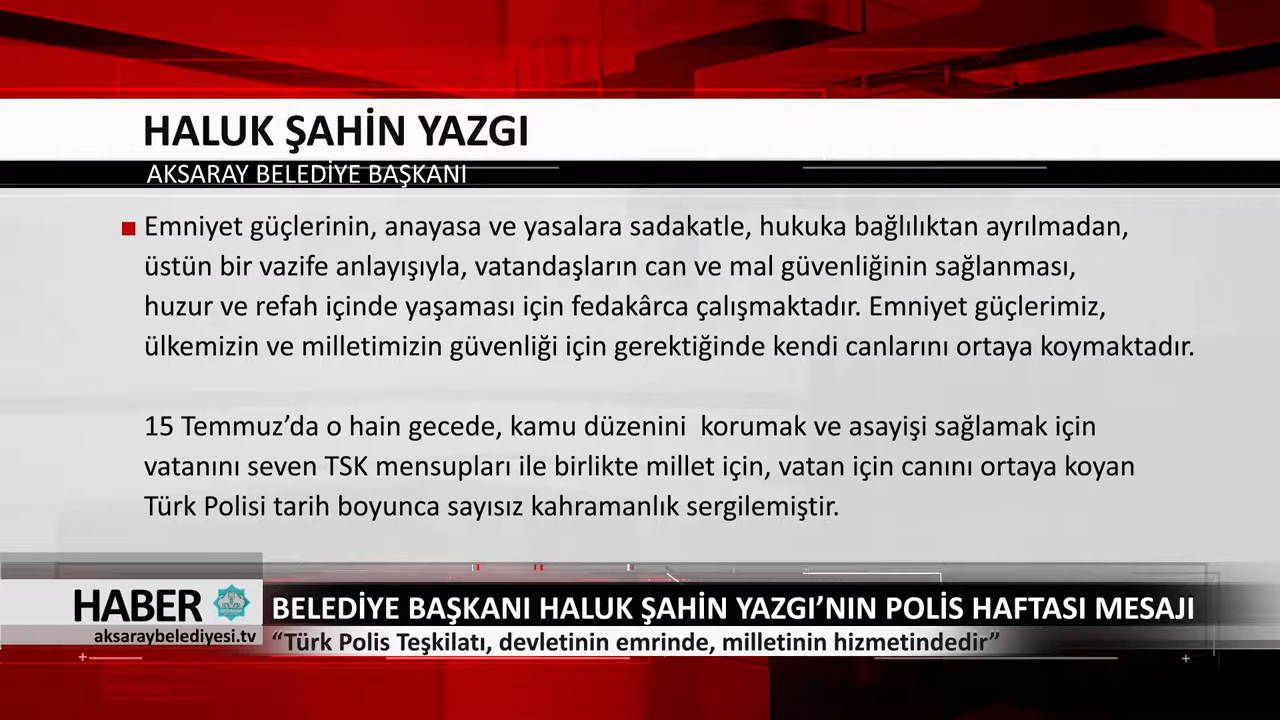 HALUK ŞAHİN YAZGI
AKSARAY BELEDİYE BAŞKANI
Emniyet güçlerinin, anayasa ve yasalara sadakatle, hukuka bağlılıktan ayrılmadan,
üstün bir vazife anlayışıyla, vatandaşların can ve mal güvenliğinin sağlanması,
huzur ve refah içinde yaşaması için fedakârca çalışmaktadır. Emniyet güçlerimiz,
ülkemizin ve milletimizin güvenliği için gerektiğinde kendi canlarını ortaya koymaktadır.
15 Temmuz’da o hain gecede, kamu düzenini  korumak ve asayişi sağlamak için
vatanını seven TSK mensupları ile birlikte millet için, vatan için canını ortaya koyan
Türk Polisi tarih boyunca sayısız kahramanlık sergilemiştir.
HABER
aksaraybelediyesi.tv
BELEDİYE BAŞKANI HALUK ŞAHİN YAZGI’NIN POLİS HAFTASI MESAJI
“Türk Polis Teşkilatı, devletinin emrinde, milletinin hizmetindedir”